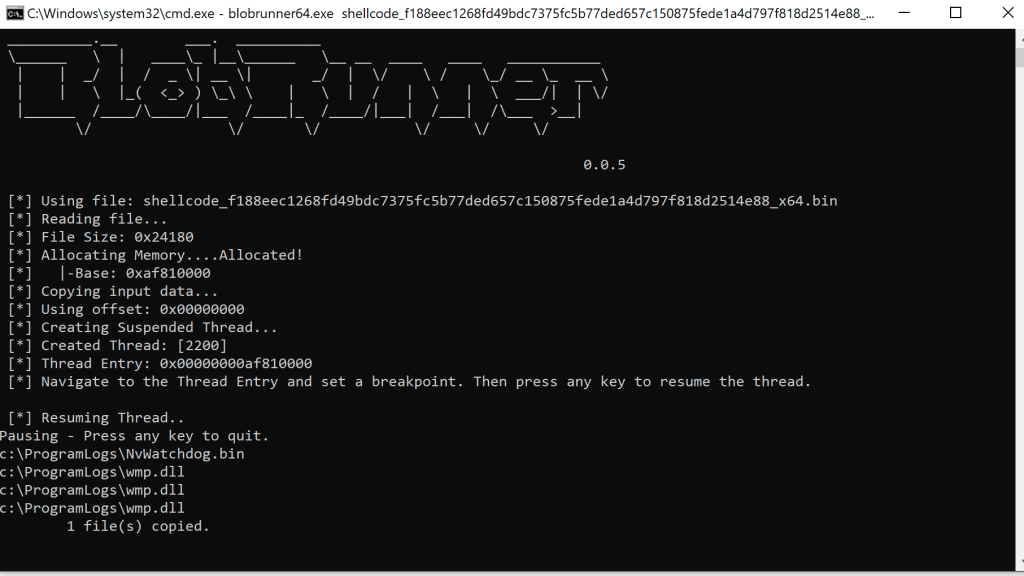 C:\Windows\system32\cmd.exe - blobrunner64.exe  shellcode_f188eec1268fd49bdc7375fc5b77ded657c150875fede1a4d797f818d2514e88_...
BlobRunner
0.0.5
[*] Using file: shellcode_f188eec1268fd49bdc7375fc5b77ded657c150875fede1a4d797f818d2514e88_x64.bin
[*] Reading file...
[*] File Size: 0x24180
[*] Allocating Memory....Allocated!
[*]   |-Base: 0xaf810000
[*] Copying input data...
[*] Using offset: 0x00000000
[*] Creating Suspended Thread...
[*] Created Thread: [2200]
[*] Thread Entry: 0x00000000af810000
[*] Navigate to the Thread Entry and set a breakpoint. Then press any key to resume the thread.
[*] Resuming Thread..
Pausing - Press any key to quit.
c:\ProgramLogs\NvWatchdog.bin
c:\ProgramLogs\wmp.dll
c:\ProgramLogs\wmp.dll
c:\ProgramLogs\wmp.dll
1 file(s) copied.